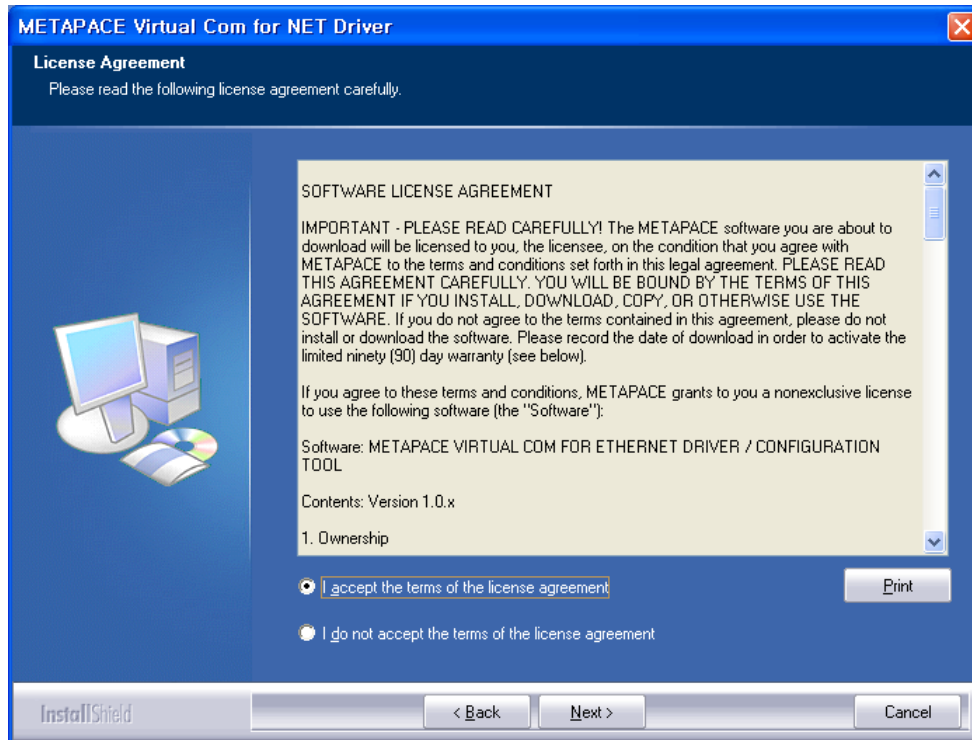 METAPACE Virtual Com for NET Driver
License Agreement
Please read the following license agreement carefully.
SOFTWARE LICENSE AGREEMENT
IMPORTANT - PLEASE READ CAREFULLY! The METAPACE software you are about to
download will be licensed to you, the licensee, on the condition that you agree with
METAPACE to the terms and conditions set forth in this legal agreement. PLEASE READ
THIS AGREEMENT CAREFULLY. YOU WILL BE BOUND BY THE TERMS OF THIS
AGREEMENT IF YOU INSTALL, DOWNLOAD, COPY, OR OTHERWISE USE THE
SOFTWARE. If you do not agree to the terms contained in this agreement, please do not
install or download the software. Please record the date of download in order to activate the
limited ninety (90) day warranty (see below).
If you agree to these terms and conditions, METAPACE grants to you a nonexclusive license
to use the following software (the "Software"):
Software: METAPACE VIRTUAL COM FOR ETHERNET DRIVER / CONFIGURATION
TOOL
Contents: Version 1.0.x
1. Ownership
I accept the terms of the license agreement
Print
I do not accept the terms of the license agreement
InstallShield
< Back
Next >
Cancel